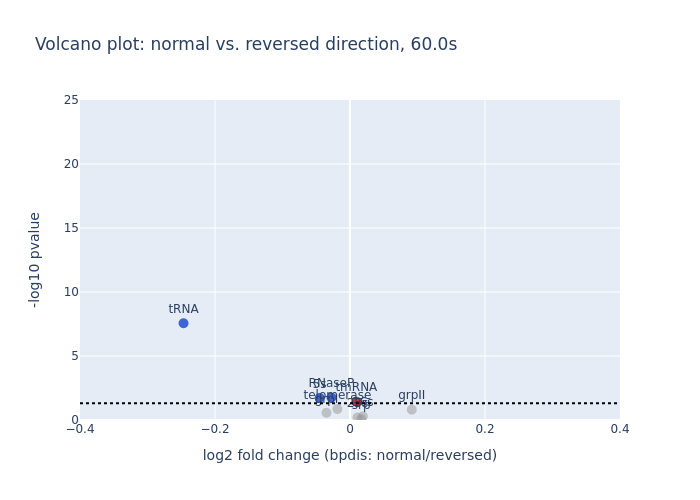 Volcano plot: normal vs. reversed direction, 60.0s
-log10 pvalue
25
20
15
10
5
0
tRNA
RNaseP
5s
tmRNA
telomerase
grpII
srp
−0.4
−0.2
0
0.2
0.4
log2 fold change (bpdis: normal/reversed)